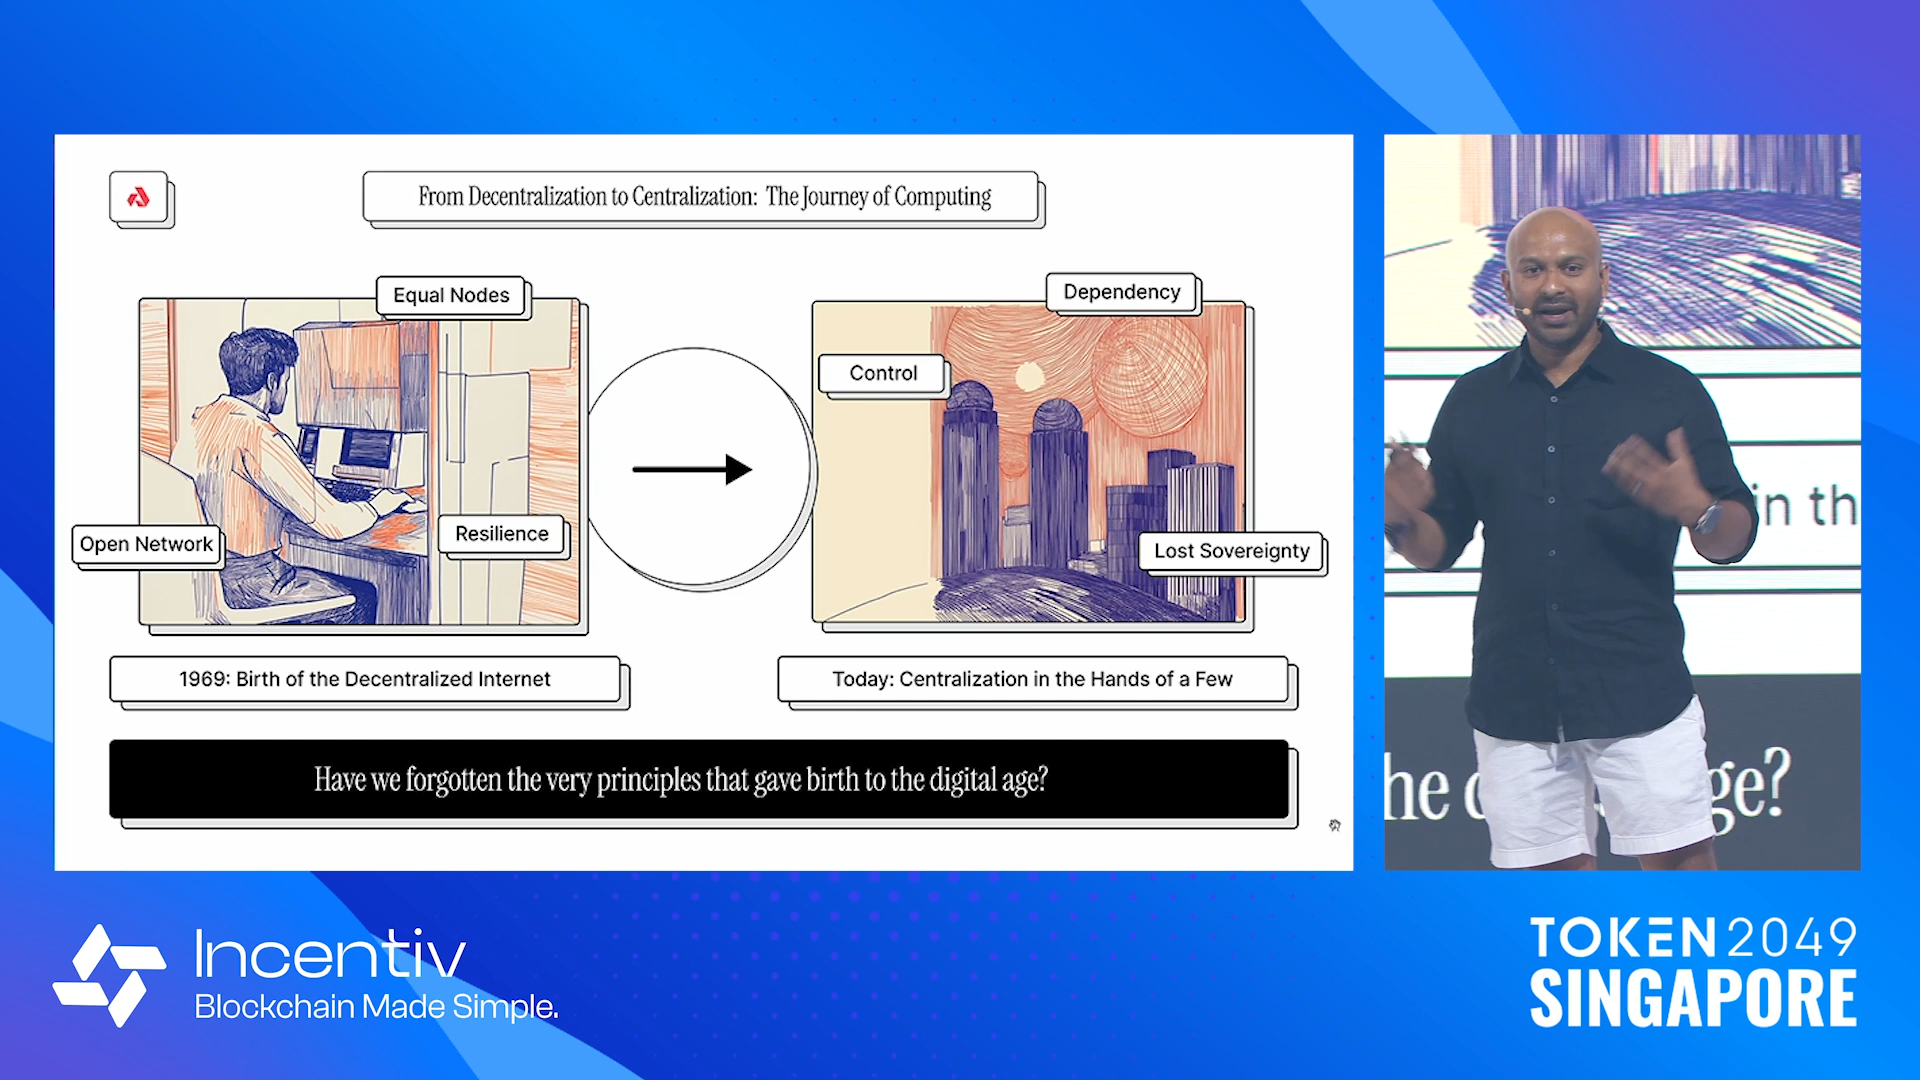 From Decentralization to Centralization: The Journey of Computing
Equal Nodes
Open Network
Resilience
1969: Birth of the Decentralized Internet
Dependency
Control
Lost Sovereignty
Today: Centralization in the Hands of a Few
Have we forgotten the very principles that gave birth to the digital age?
in th
he d
ge?
Incentiv
Blockchain Made Simple.
TOKEN2049
SINGAPORE